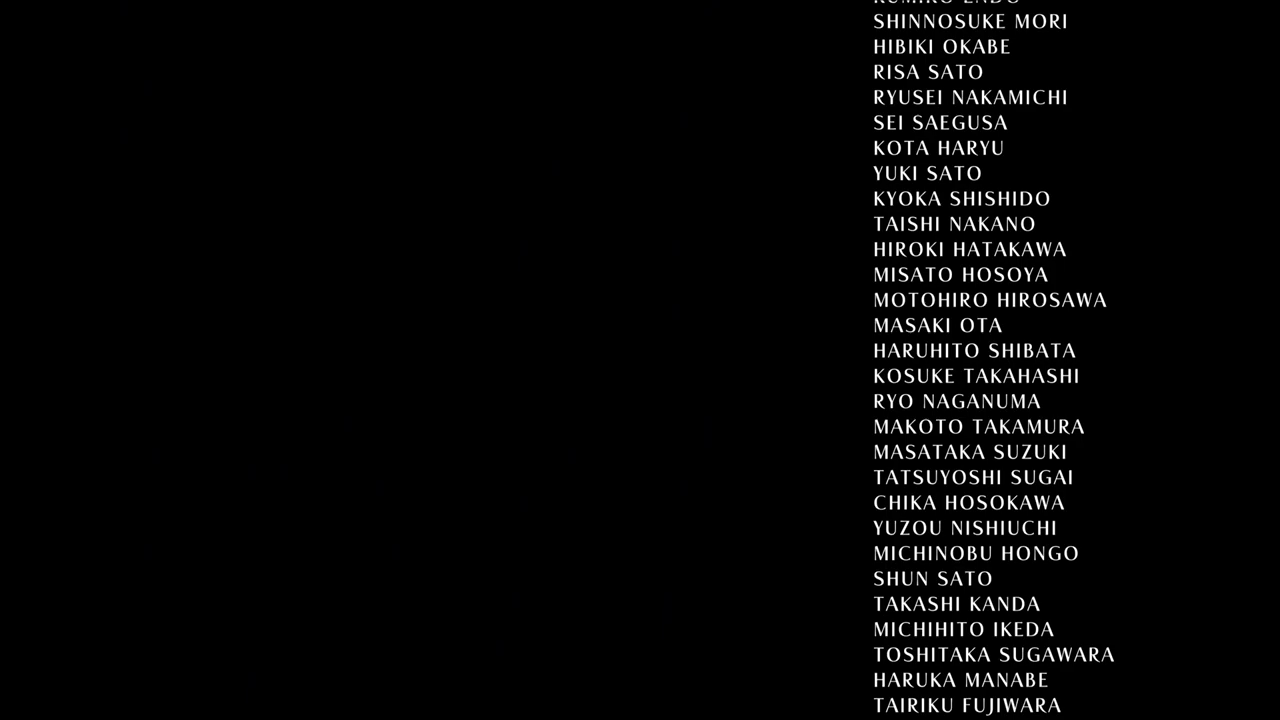 SHINNOSUKE MORI
HIBIKI OKABE
RISA SATO
RYUSEI NAKAMICHI
SEI SAEGUSA
KOTA HARYU
YUKI SATO
KYOKA SHISHIDO
TAISHI NAKANO
HIROKI HATAKAWA
MISATO HOSOYA
MOTOHIRO HIROSAWA
MASAKI OTA
HARUHITO SHIBATA
KOSUKE TAKAHASHI
RYO NAGANUMA
MAKOTO TAKAMURA
MASATAKA SUZUKI
TATSUYOSHI SUGAI
CHIKA HOSOKAWA
YUZOU NISHIUCHI
MICHINOBU HONGO
SHUN SATO
TAKASHI KANDA
MICHIHITO IKEDA
TOSHITAKA SUGAWARA
HARUKA MANABE
TAIRIKU FUJIWARA